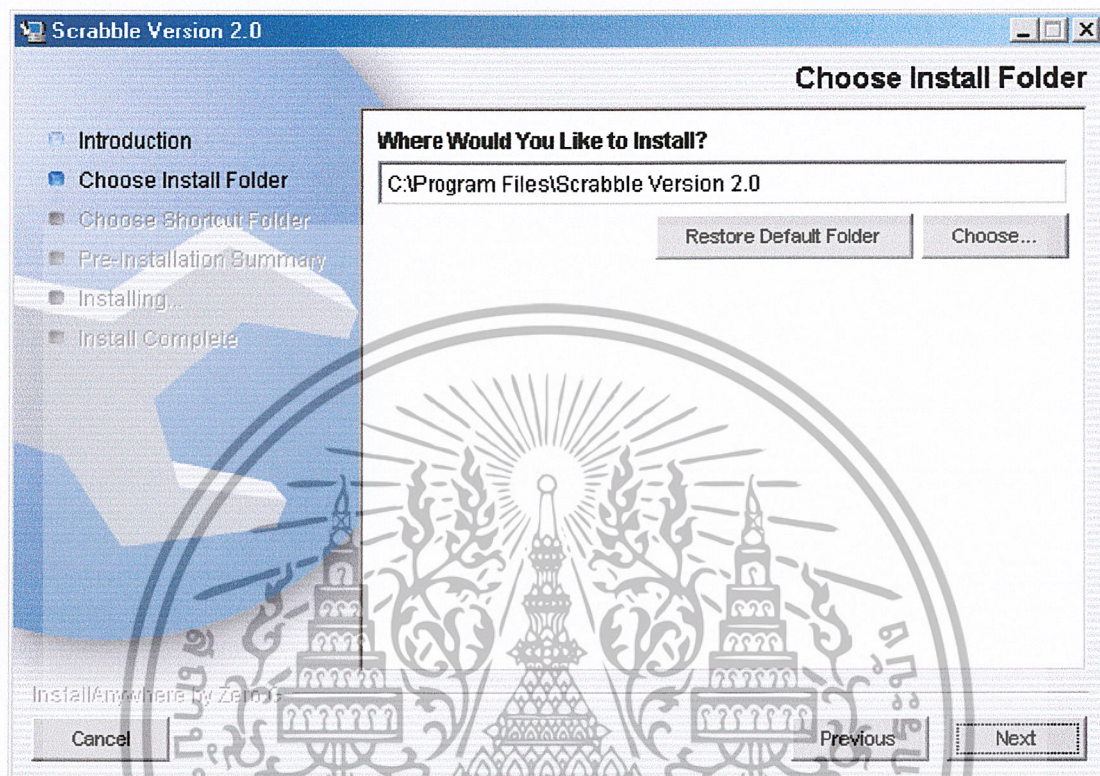 Scrabble Version 2.0
Choose Install Folder
Introduction
Choose Install Folder
Choose Shortcut Folder
Pre-Installation Summary
Installing...
Install Complete
Where Would You Like to Install?
C:\Program Files\Scrabble Version 2.0
Restore Default Folder
Choose...
InstallAnywhere by Zero G
Cancel
Previous
Next